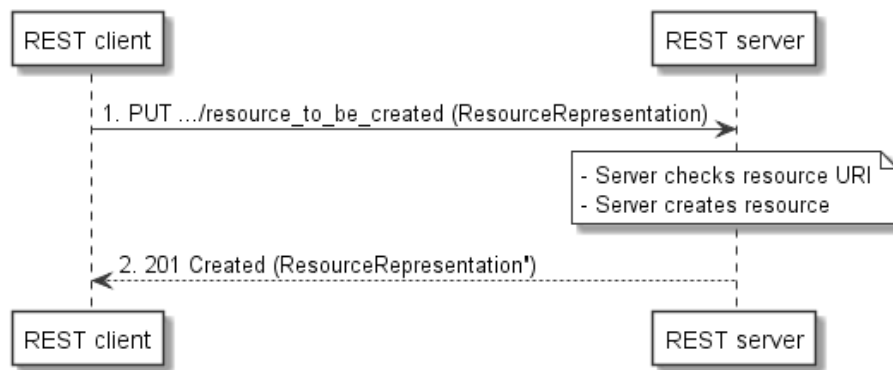 REST client
REST server
1. PUT .../resource_to_be_created (ResourceRepresentation)
- Server checks resource URI
- Server creates resource
2. 201 Created (ResourceRepresentation")
REST client
REST server